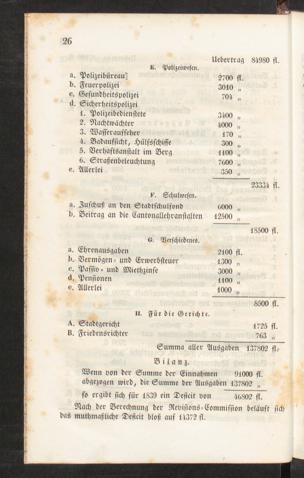 26
Uebertrag 84980 fl.
E. Polizeiwesen.
a. Polizeibüreau] 2700 fl.
b. Feuerpolizei 3040 „
c. Gesundheitspolizei 704 „
d. Sicherheitspolizei
1. Polizeibedienstete 3400 „
2. Nachtwächter 4000 „
3. Wasseraufseher 170 „
4. Badaufsicht, Hülfsschiffe 300 „
5. Verhaftsanstalt im Berg 1100 „
6. Straßenbeleuchtung 7600 „
e. Allerlei 350 „
23334 fl.
F. Schulwesen.
a. Zuschuß an den Stadtschulfond 6000 „
b. Beitrag an die Cantonallehranstalten 12500 „
18500 fl.
G. Verschiedenes.
a. Ehrenausgaben 2100 fl.
b. Vermögen- und Erwerbsteuer 1300 „
c. Passiv- und Miethzinse 3000 „
d. Pensionen 1100 „
e. Allerlei 1000 „
8500 fl.
H. Für die Gerichte.
A. Stadtgericht 1725 fl.
B. Friedensrichter 763 „
Summa aller Ausgaben 137802 fl.
Bilanz.
Wenn von der Summe der Einnahmen 91000 fl.
abgezogen wird, die Summe der Ausgaben 137802 „
so ergibt sich für 1839 ein Defizit von 46802 fl.
Nach der Berechnung der Revisions-Commission beläuft sich
das muthmaßliche Defizit bloß auf 14372 fl.